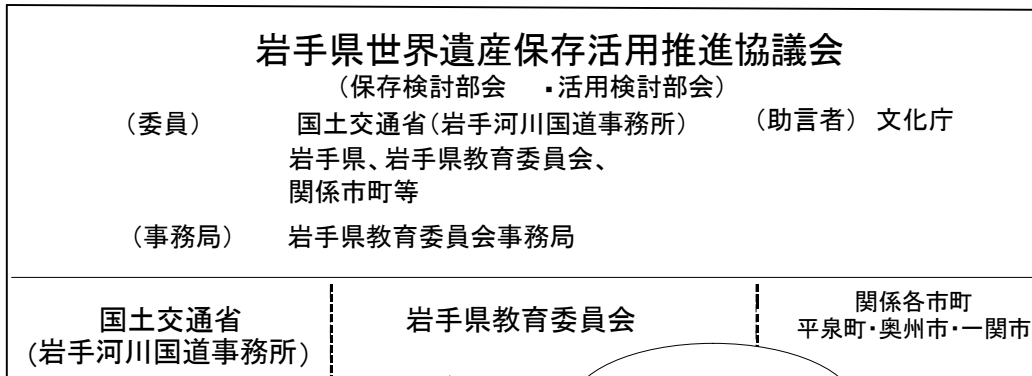 岩手県世界遺産保存活用推進協議会
（保存検討部会　・活用検討部会）
（委員）　国土交通省（岩手河川国道事務所）　（助言者）　文化庁
岩手県、岩手県教育委員会、
関係市町等
（事務局）　岩手県教育委員会事務局
国土交通省
(岩手河川国道事務所)
岩手県教育委員会
関係各市町
平泉町・奥州市・一関市